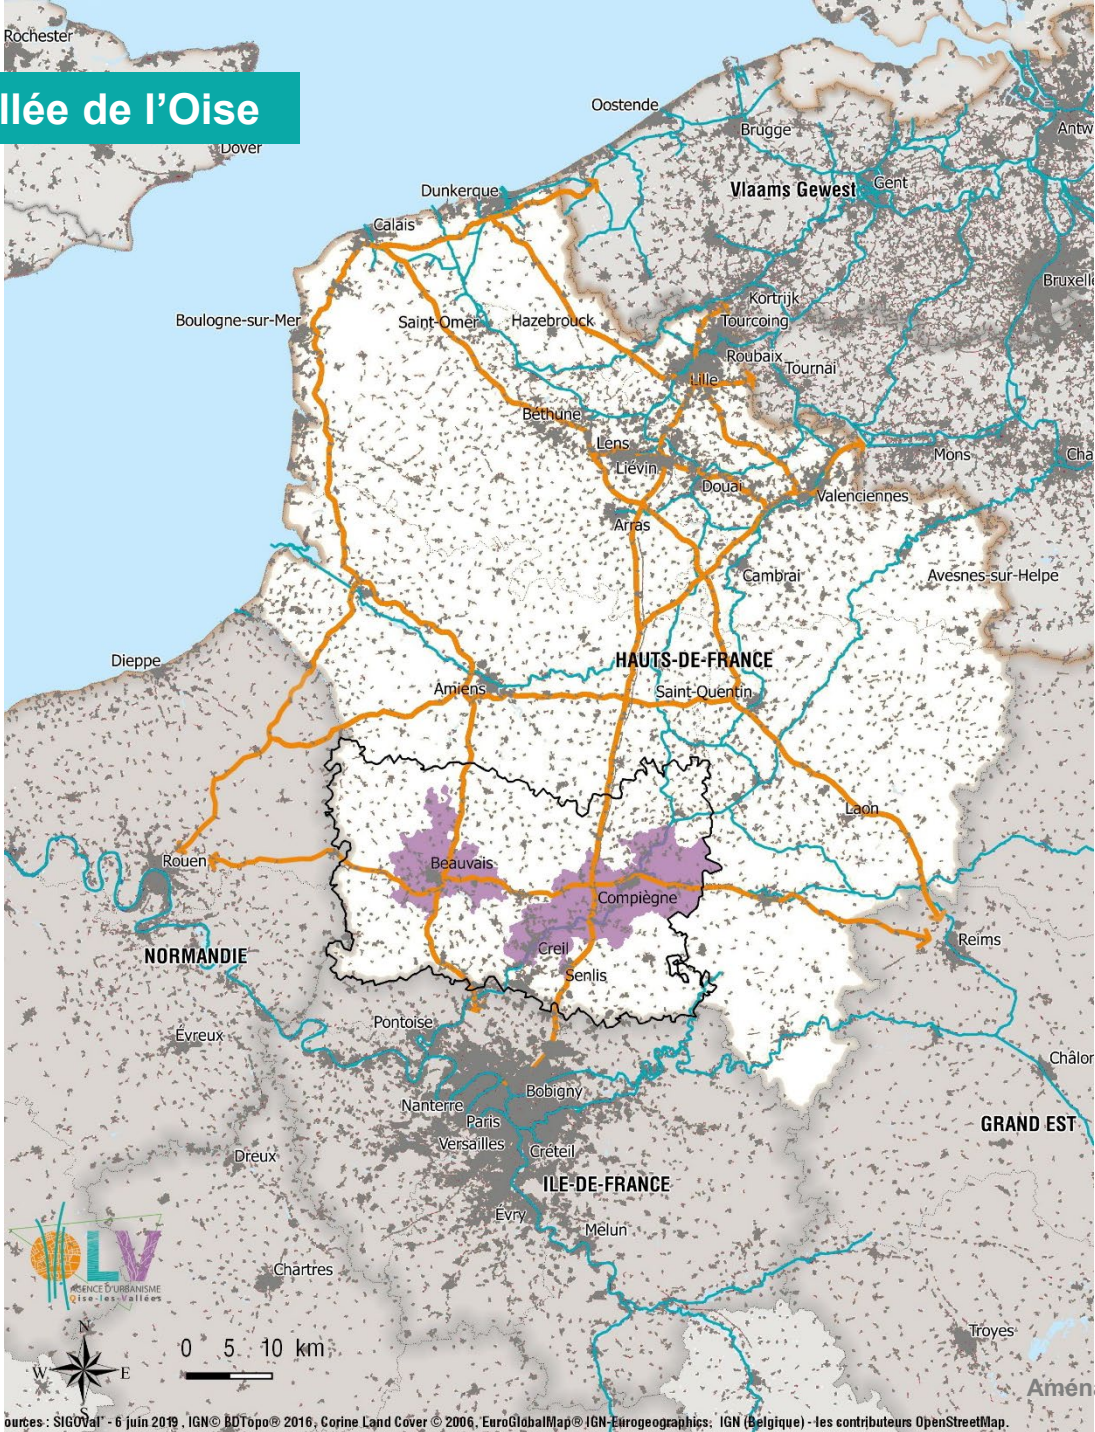 Rochester
llée de l'Oise
Dover
Oostende
Brugge
Antw
Dunkerque
Vlaams Gewest
Gent
Calais
Bruxelle
Kortrijk
Boulogne-sur-Mer
Saint-Omer
Hazebrouck
Tourcoing
Roubaix
Tournai
Lille
Béthune
Lens
Liévin
Mons
Cha
Douai
Valenciennes
Arras
Cambrai
Avesnes-sur-Helpe
Dieppe
HAUTS-DE-FRANCE
Amiens
Saint-Quentin
Laon
Rouen
Beauvais
Compiègne
NORMANDIE
Creil
Reims
Senlis
Pontoise
Évreux
Châlor
Bobigny
Nanterre
Paris
GRAND EST
Versailles
Créteil
Dreux
ILE-DE-FRANCE
Évry
Melun
OLV
AGENCE D'URBANISME
Oise-les-Vallées
Chartres
N
0 5 10 km
Troyes
W E
Aména
S
ources : SIGOVal* - 6 juin 2019 , IGN© BDTopo® 2016, Corine Land Cover © 2006, EuroGlobalMap® IGN-Eurogeographics, IGN (Belgique) - les contributeurs OpenStreetMap.